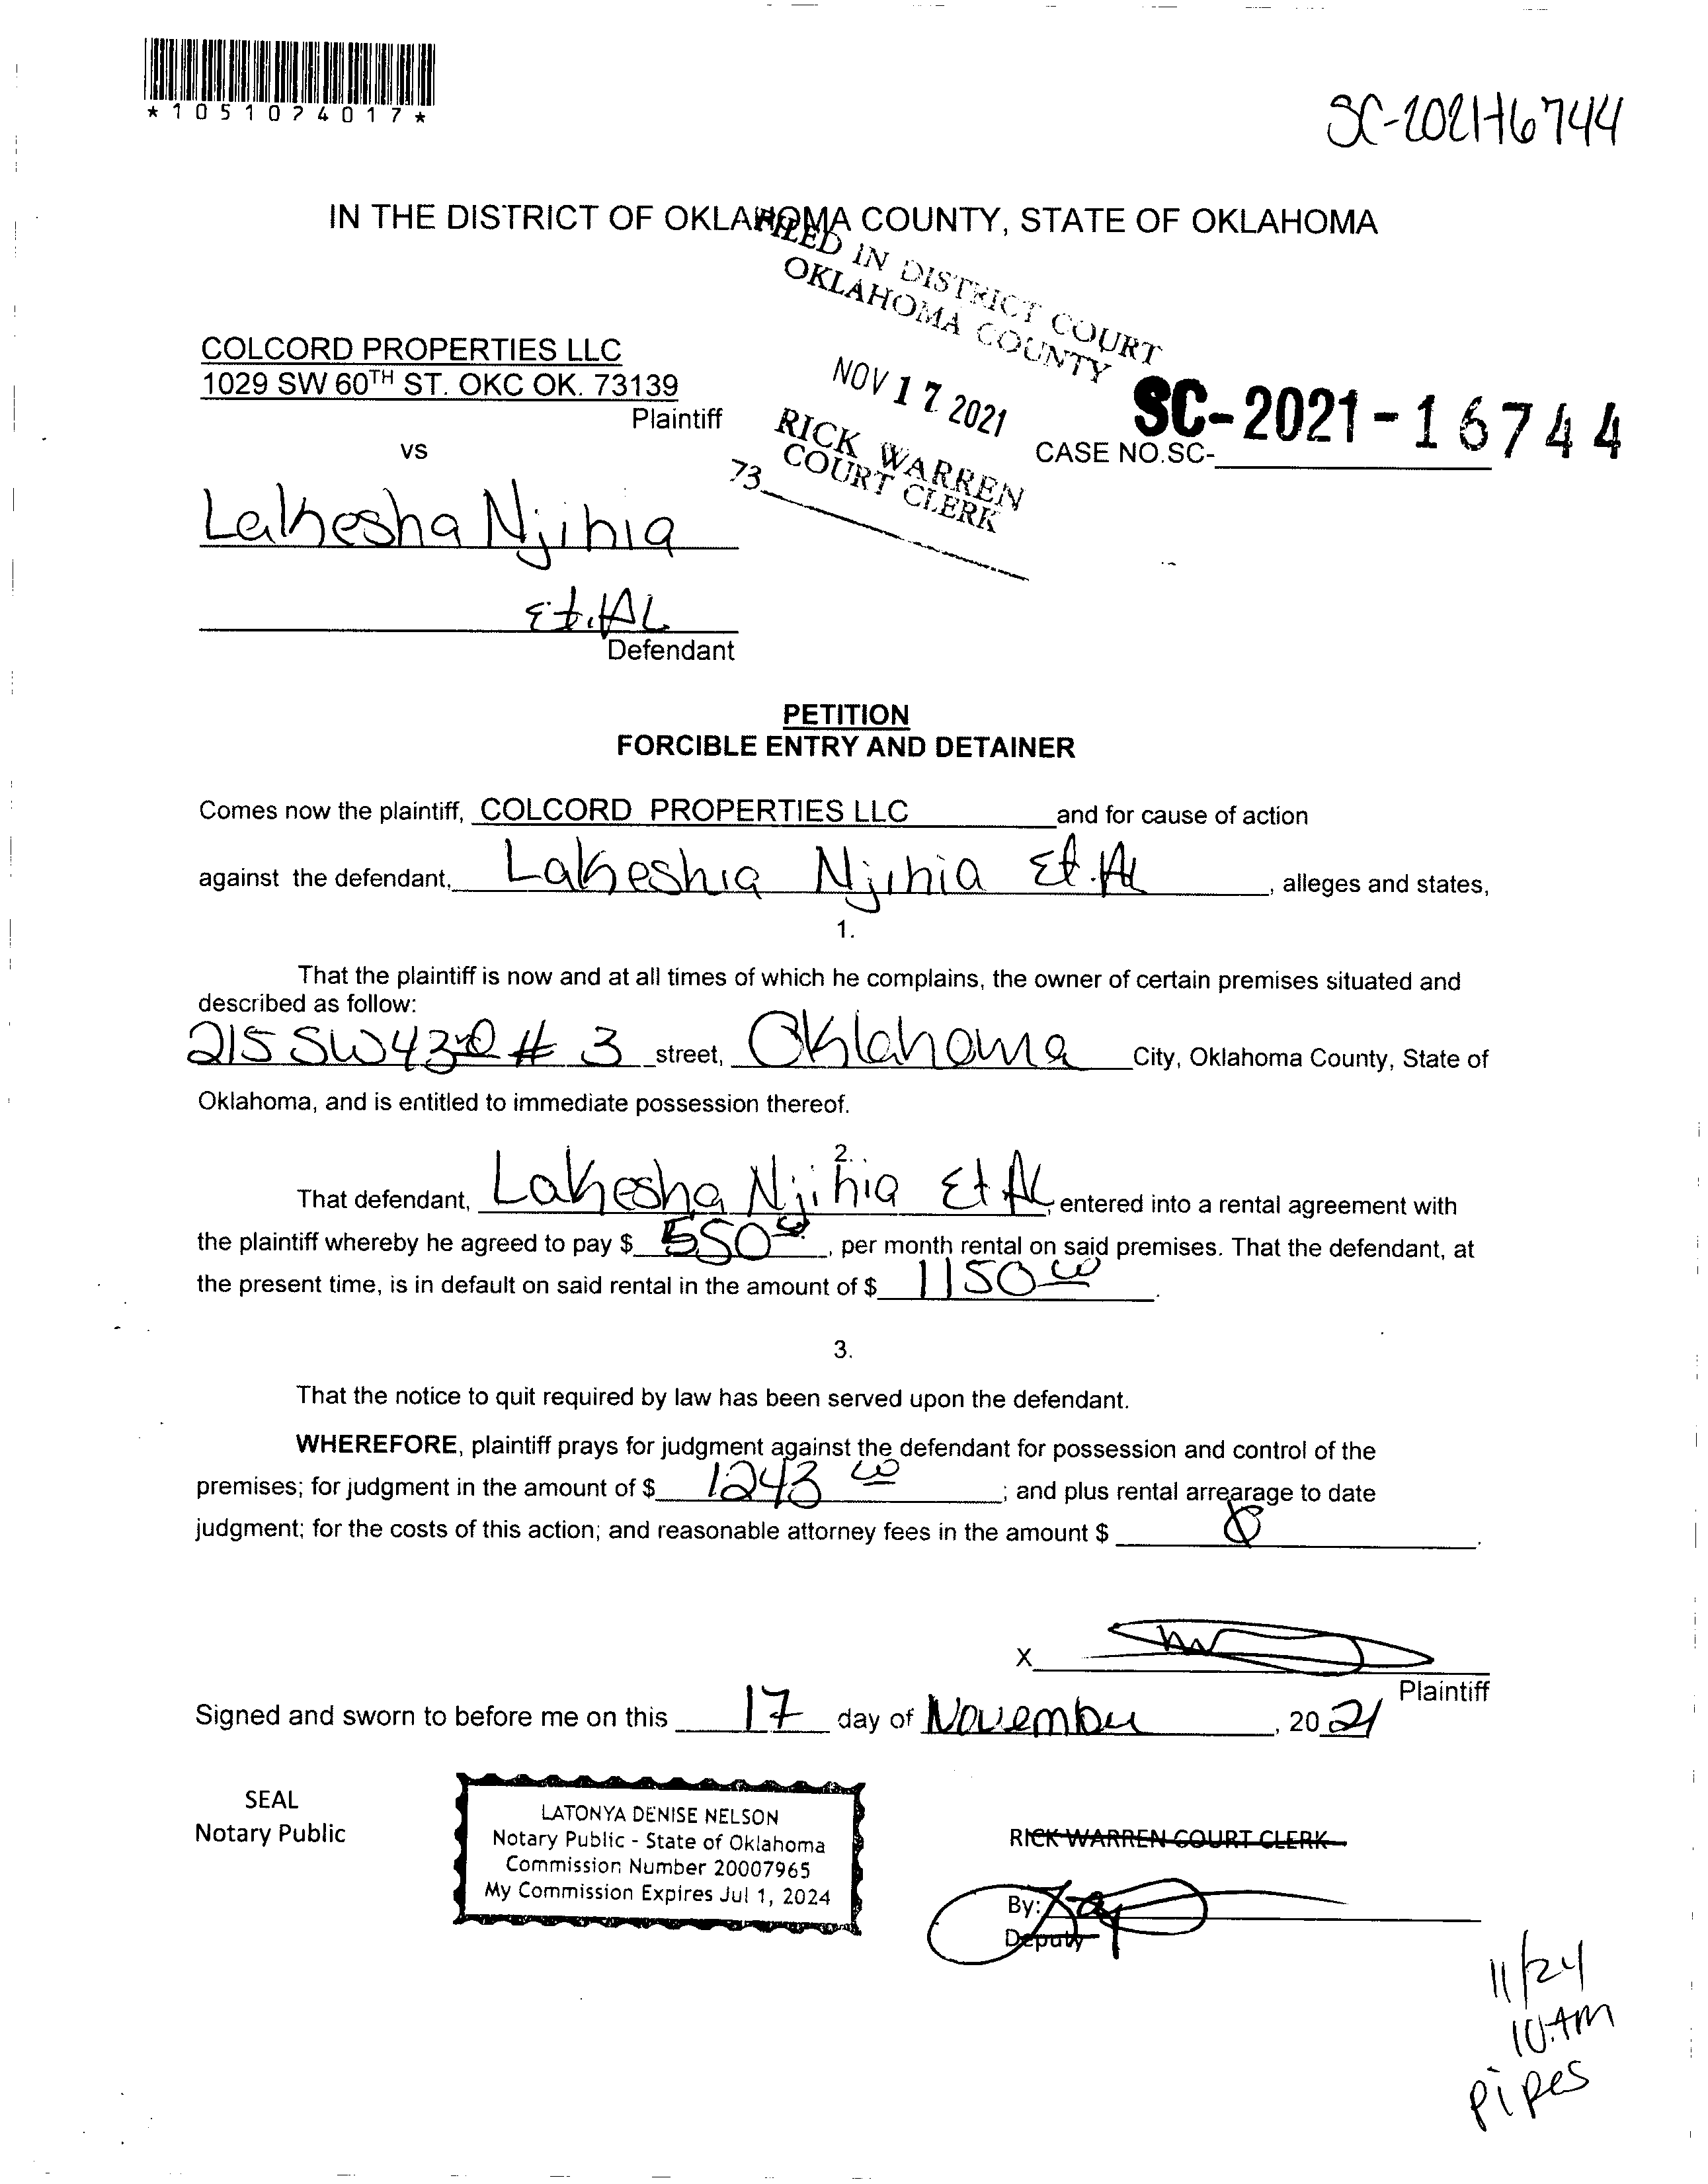 *1051024017*
SC-2021-16744
IN THE DISTRICT OF OKLAHOMA COUNTY, STATE OF OKLAHOMA
FILED IN DISTRICT COURT
OKLAHOMA COUNTY
COLCORD PROPERTIES LLC
1029 SW 60TH ST. OKC OK. 73139
Plaintiff
NOV 17 2021
SC-2021-16744
CASE NO.SC-
vs
RICK WARREN
COURT CLERK
73
Lakesha Njihia
Et.AL
Defendant
PETITION
FORCIBLE ENTRY AND DETAINER
Comes now the plaintiff, COLCORD PROPERTIES LLC and for cause of action
against the defendant, Lakeshia Njihia Et.AL, alleges and states,
1.
That the plaintiff is now and at all times of which he complains, the owner of certain premises situated and
described as follow:
215 SW 43rd # 3 street, Oklahoma City, Oklahoma County, State of
Oklahoma, and is entitled to immediate possession thereof.
2.
That defendant, Lakesha Njihia Et AL, entered into a rental agreement with
the plaintiff whereby he agreed to pay $ 550 00, per month rental on said premises. That the defendant, at
the present time, is in default on said rental in the amount of $ 1150 00.
3.
That the notice to quit required by law has been served upon the defendant.
WHEREFORE, plaintiff prays for judgment against the defendant for possession and control of the
premises; for judgment in the amount of $ 1243 00; and plus rental arrearage to date
judgment; for the costs of this action; and reasonable attorney fees in the amount $
X
Plaintiff
Signed and sworn to before me on this 17 day of November, 20 21
SEAL
Notary Public
LATONYA DENISE NELSON
Notary Public - State of Oklahoma
Commission Number 20007965
My Commission Expires Jul 1, 2024
RICK WARREN COURT CLERK
By:
Deputy
11/24
10:AM
pipes